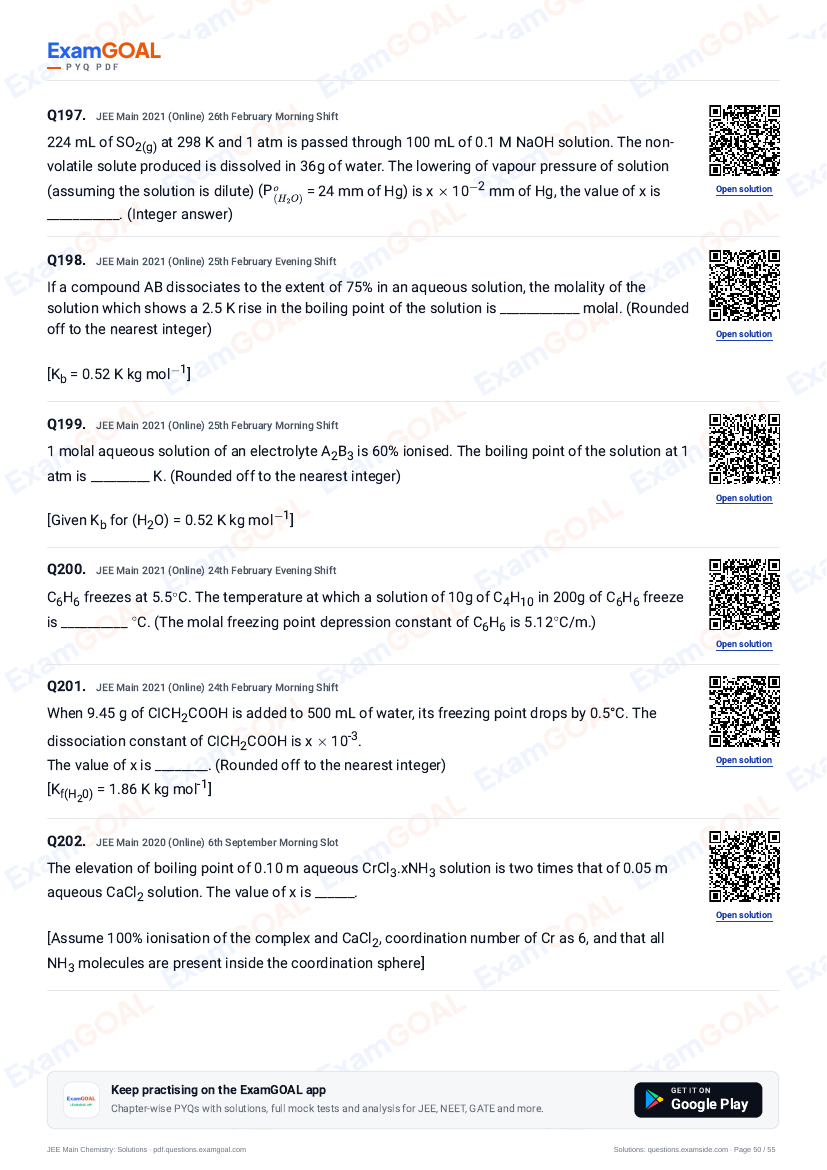 ExamGOAL
PYQ PDF
Q197. JEE Main 2021 (Online) 26th February Morning Shift
224 mL of SO2(g) at 298 K and 1 atm is passed through 100 mL of 0.1 M NaOH solution. The non-
volatile solute produced is dissolved in 36g of water. The lowering of vapour pressure of solution
(assuming the solution is dilute) (P°(H₂O) = 24 mm of Hg) is x × 10⁻² mm of Hg, the value of x is
___________. (Integer answer)
Open solution
Q198. JEE Main 2021 (Online) 25th February Evening Shift
If a compound AB dissociates to the extent of 75% in an aqueous solution, the molality of the
solution which shows a 2.5 K rise in the boiling point of the solution is ____________ molal. (Rounded
off to the nearest integer)
[Kb = 0.52 K kg mol⁻¹]
Open solution
Q199. JEE Main 2021 (Online) 25th February Morning Shift
1 molal aqueous solution of an electrolyte A₂B₃ is 60% ionised. The boiling point of the solution at 1
atm is _________ K. (Rounded off to the nearest integer)
[Given Kb for (H₂O) = 0.52 K kg mol⁻¹]
Open solution
Q200. JEE Main 2021 (Online) 24th February Evening Shift
C₆H₆ freezes at 5.5°C. The temperature at which a solution of 10g of C₄H₁₀ in 200g of C₆H₆ freeze
is __________ °C. (The molal freezing point depression constant of C₆H₆ is 5.12°C/m.)
Open solution
Q201. JEE Main 2021 (Online) 24th February Morning Shift
When 9.45 g of ClCH₂COOH is added to 500 mL of water, its freezing point drops by 0.5°C. The
dissociation constant of ClCH₂COOH is x × 10⁻³.
The value of x is ________. (Rounded off to the nearest integer)
[Kf(H₂0) = 1.86 K kg mol⁻¹]
Open solution
Q202. JEE Main 2020 (Online) 6th September Morning Slot
The elevation of boiling point of 0.10 m aqueous CrCl₃.xNH₃ solution is two times that of 0.05 m
aqueous CaCl₂ solution. The value of x is ______.
[Assume 100% ionisation of the complex and CaCl₂, coordination number of Cr as 6, and that all
NH₃ molecules are present inside the coordination sphere]
Open solution
Keep practising on the ExamGOAL app
Chapter-wise PYQs with solutions, full mock tests and analysis for JEE, NEET, GATE and more.
GET IT ON
Google Play
JEE Main Chemistry: Solutions · pdf.questions.examgoal.com
Solutions: questions.examside.com · Page 50 / 55